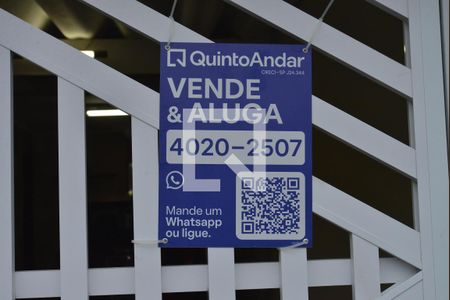 QuintoAndar
CRECI-SP J24.344
VENDE
& ALUGA
4020-2507
Mande um
Whatsapp
ou ligue.